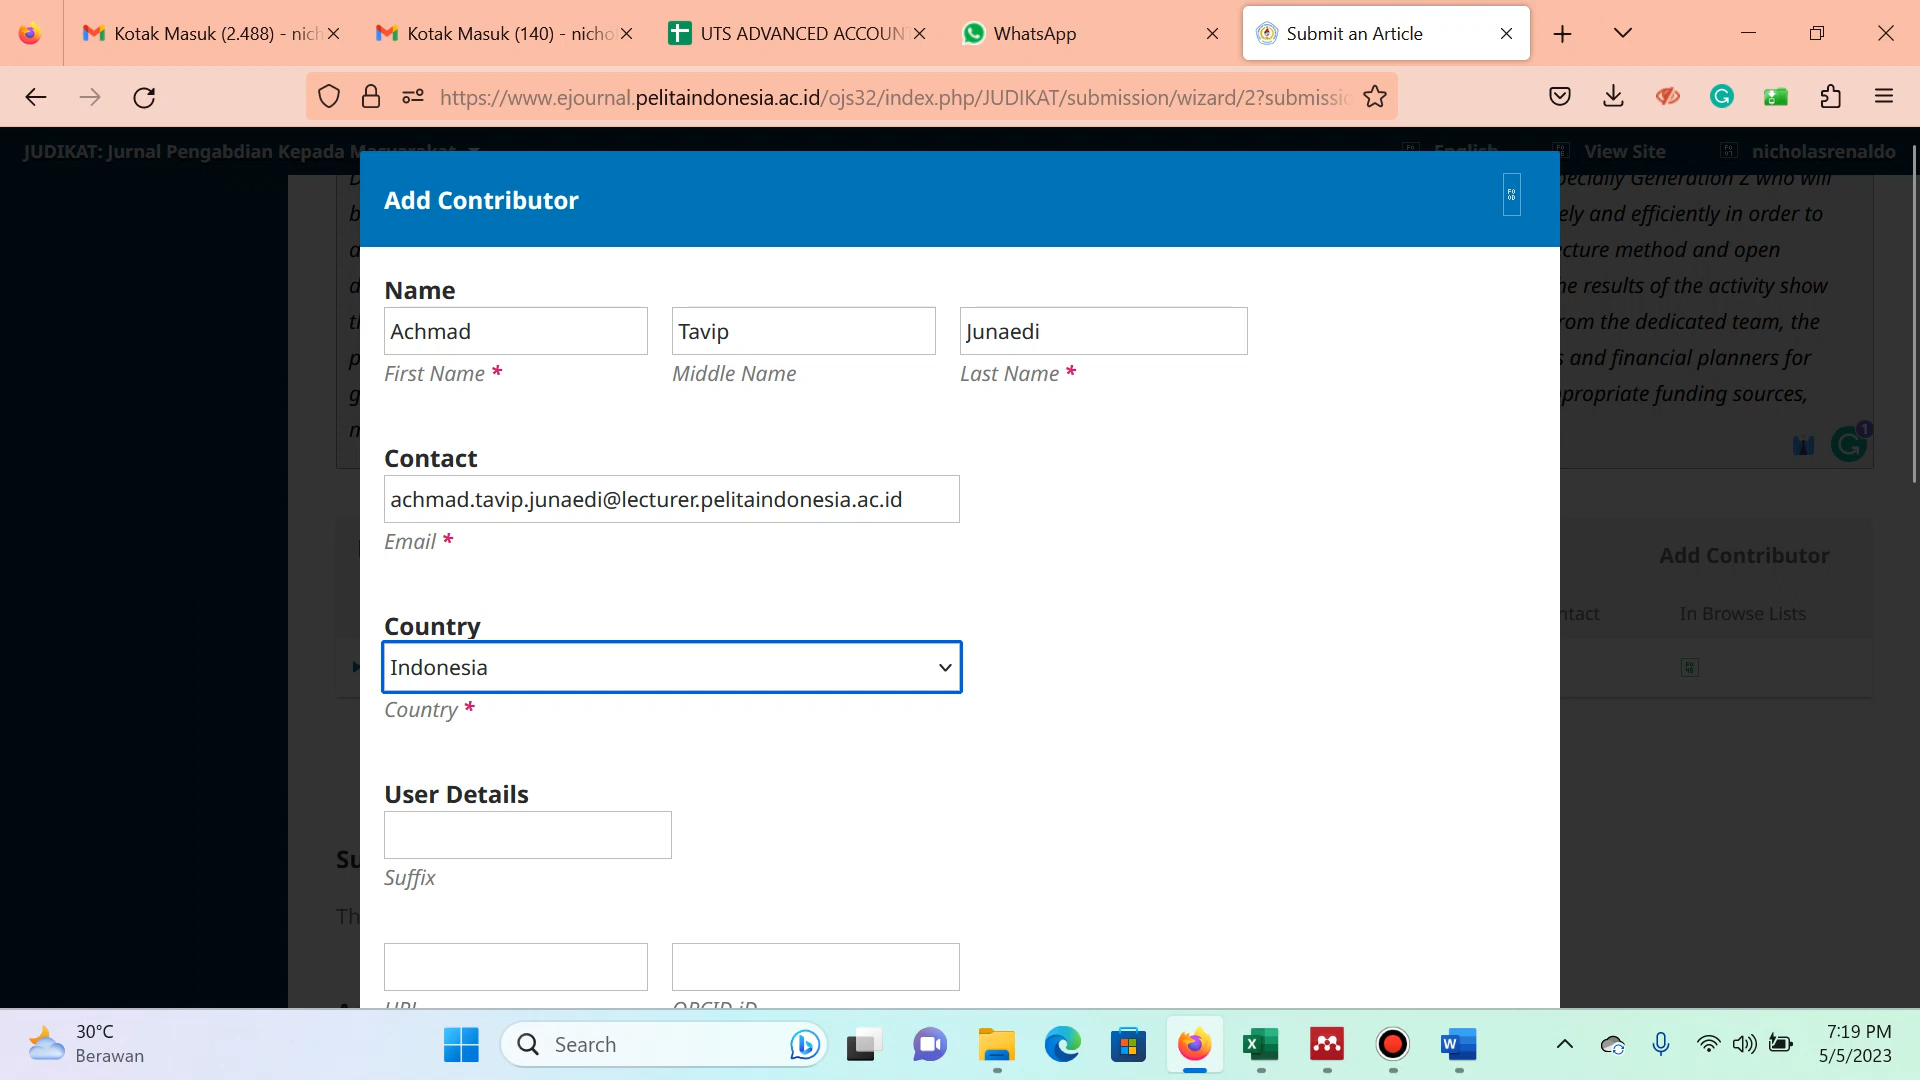 Kotak Masuk (2.488) - nich
Kotak Masuk (140) - nicho
UTS ADVANCED ACCOUN
WhatsApp
Submit an Article
https://www.ejournal.pelitaindonesia.ac.id/ojs32/index.php/JUDIKAT/submission/wizard/2?submissio
JUDIKAT: Jurnal Pengabdian Kepada Masyarakat
English
View Site
nicholasrenaldo
Add Contributor
especially Generation Z who will
ely and efficiently in order to
cture method and open
he results of the activity show
rom the dedicated team, the
s and financial planners for
propriate funding sources,
1
Name
Achmad
Tavip
Junaedi
First Name *
Middle Name
Last Name *
Contact
achmad.tavip.junaedi@lecturer.pelitaindonesia.ac.id
Email *
Add Contributor
ntact
In Browse Lists
Country
Indonesia
Country *
User Details
Suffix
Su
Th
URL
ORCID iD
30°C
Berawan
Search
7:19 PM
5/5/2023